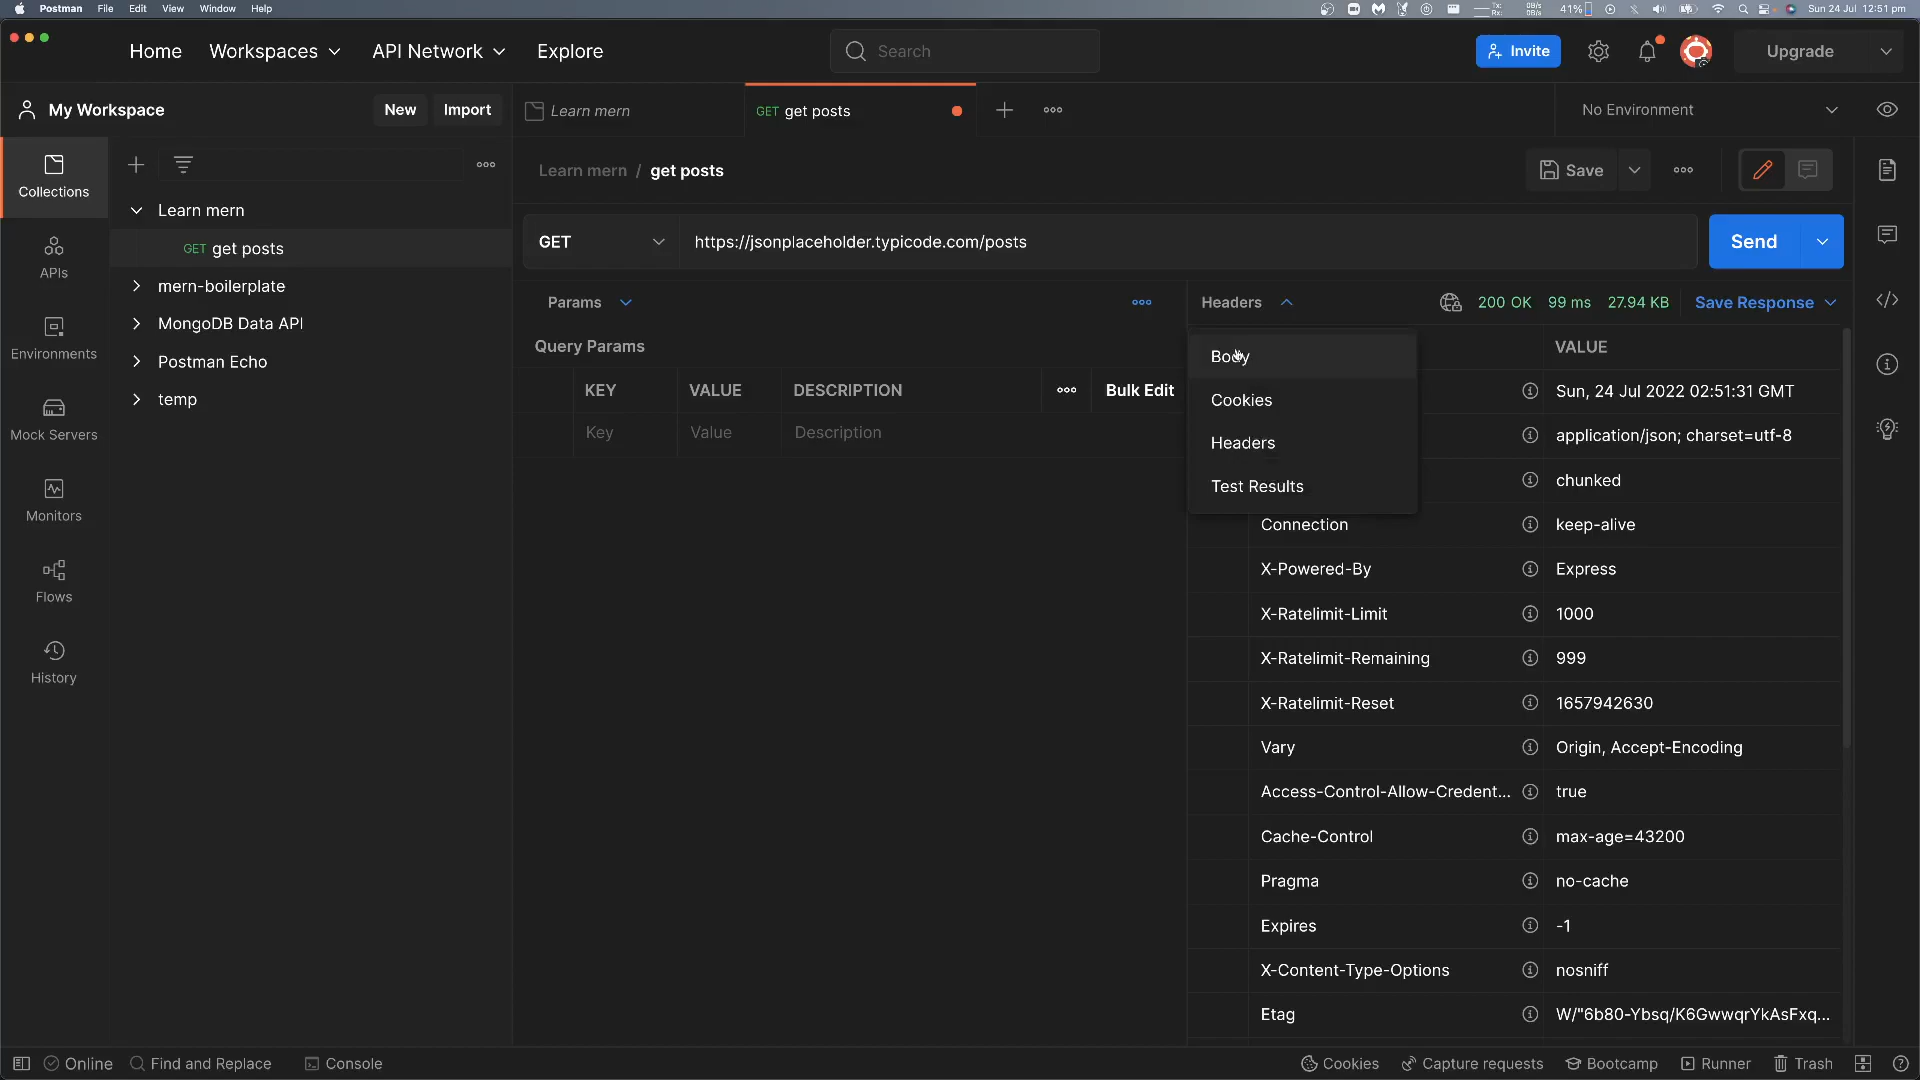 Postman File Edit View Window Help
Tx: Rx: 0B/s 0B/s 41% Sun 24 Jul 12:51 pm
Home Workspaces API Network Explore Search Invite Upgrade
My Workspace New Import
Learn mern GET get posts No Environment
Collections
Learn mern / get posts Save
Learn mern
GET get posts
mern-boilerplate
MongoDB Data API
Postman Echo
temp
APIs
Environments
Mock Servers
Monitors
Flows
History
GET https://jsonplaceholder.typicode.com/posts Send
Params
Query Params
KEY VALUE DESCRIPTION Bulk Edit
Key Value Description
Headers 200 OK 99 ms 27.94 KB Save Response
Body
Cookies
Headers
Test Results
VALUE
Sun, 24 Jul 2022 02:51:31 GMT
application/json; charset=utf-8
chunked
Connection keep-alive
X-Powered-By Express
X-Ratelimit-Limit 1000
X-Ratelimit-Remaining 999
X-Ratelimit-Reset 1657942630
Vary Origin, Accept-Encoding
Access-Control-Allow-Credent... true
Cache-Control max-age=43200
Pragma no-cache
Expires -1
X-Content-Type-Options nosniff
Etag W/"6b80-Ybsq/K6GwwqrYkAsFxq...
Online Find and Replace Console Cookies Capture requests Bootcamp Runner Trash